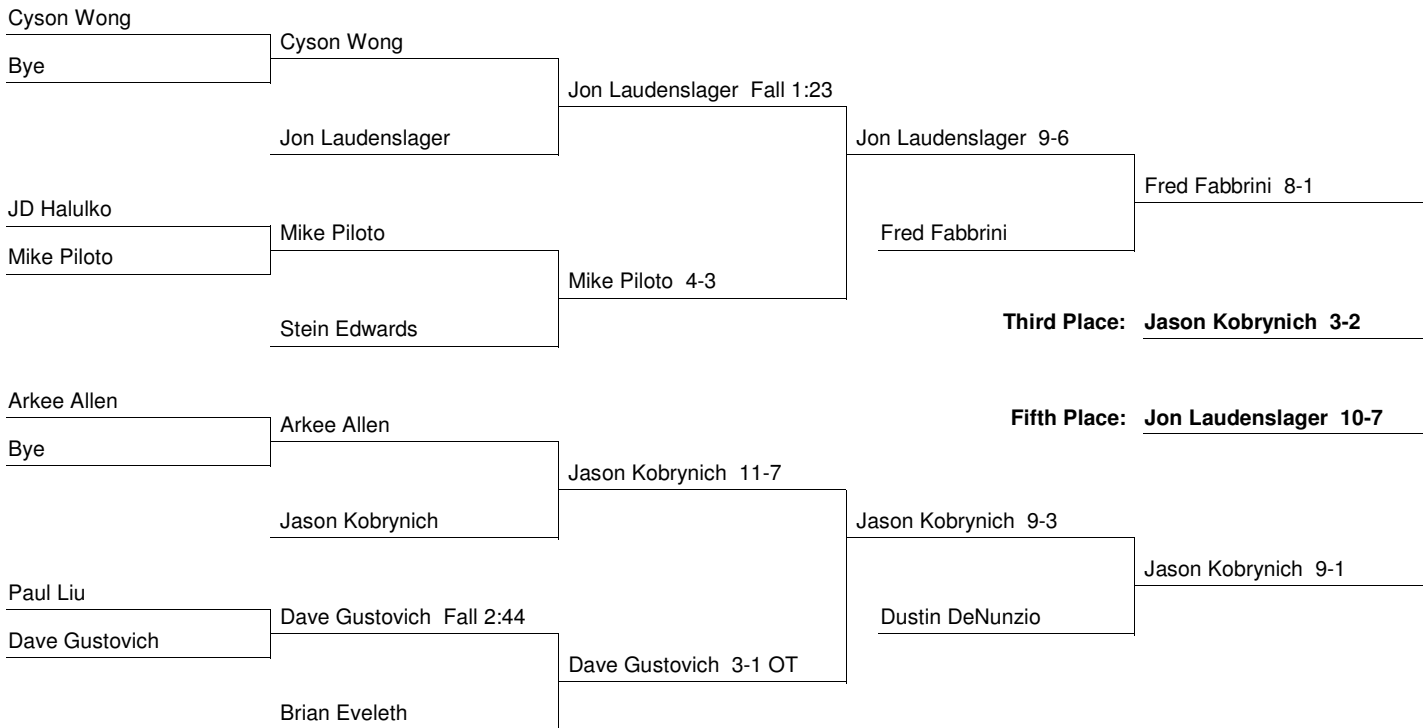 Cyson Wong
Cyson Wong
Bye
Jon Laudenslager Fall 1:23
Jon Laudenslager
Jon Laudenslager 9-6
Fred Fabbrini 8-1
JD Halulko
Mike Piloto
Fred Fabbrini
Mike Piloto
Mike Piloto 4-3
Stein Edwards
Third Place: Jason Kobrynich 3-2
Arkee Allen
Arkee Allen
Fifth Place: Jon Laudenslager 10-7
Bye
Jason Kobrynich 11-7
Jason Kobrynich
Jason Kobrynich 9-3
Jason Kobrynich 9-1
Paul Liu
Dave Gustovich Fall 2:44
Dustin DeNunzio
Dave Gustovich
Dave Gustovich 3-1 OT
Brian Eveleth